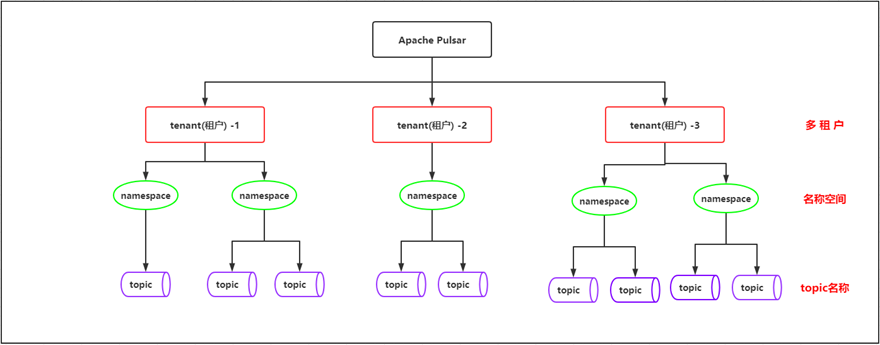 Apache Pulsar
tenant(租户) -1
tenant(租户) -2
tenant(租户) -3
多 租 户
namespace
namespace
namespace
namespace
namespace
名称空间
topic
topic
topic
topic
topic
topic
topic
topic
topic
topic名称